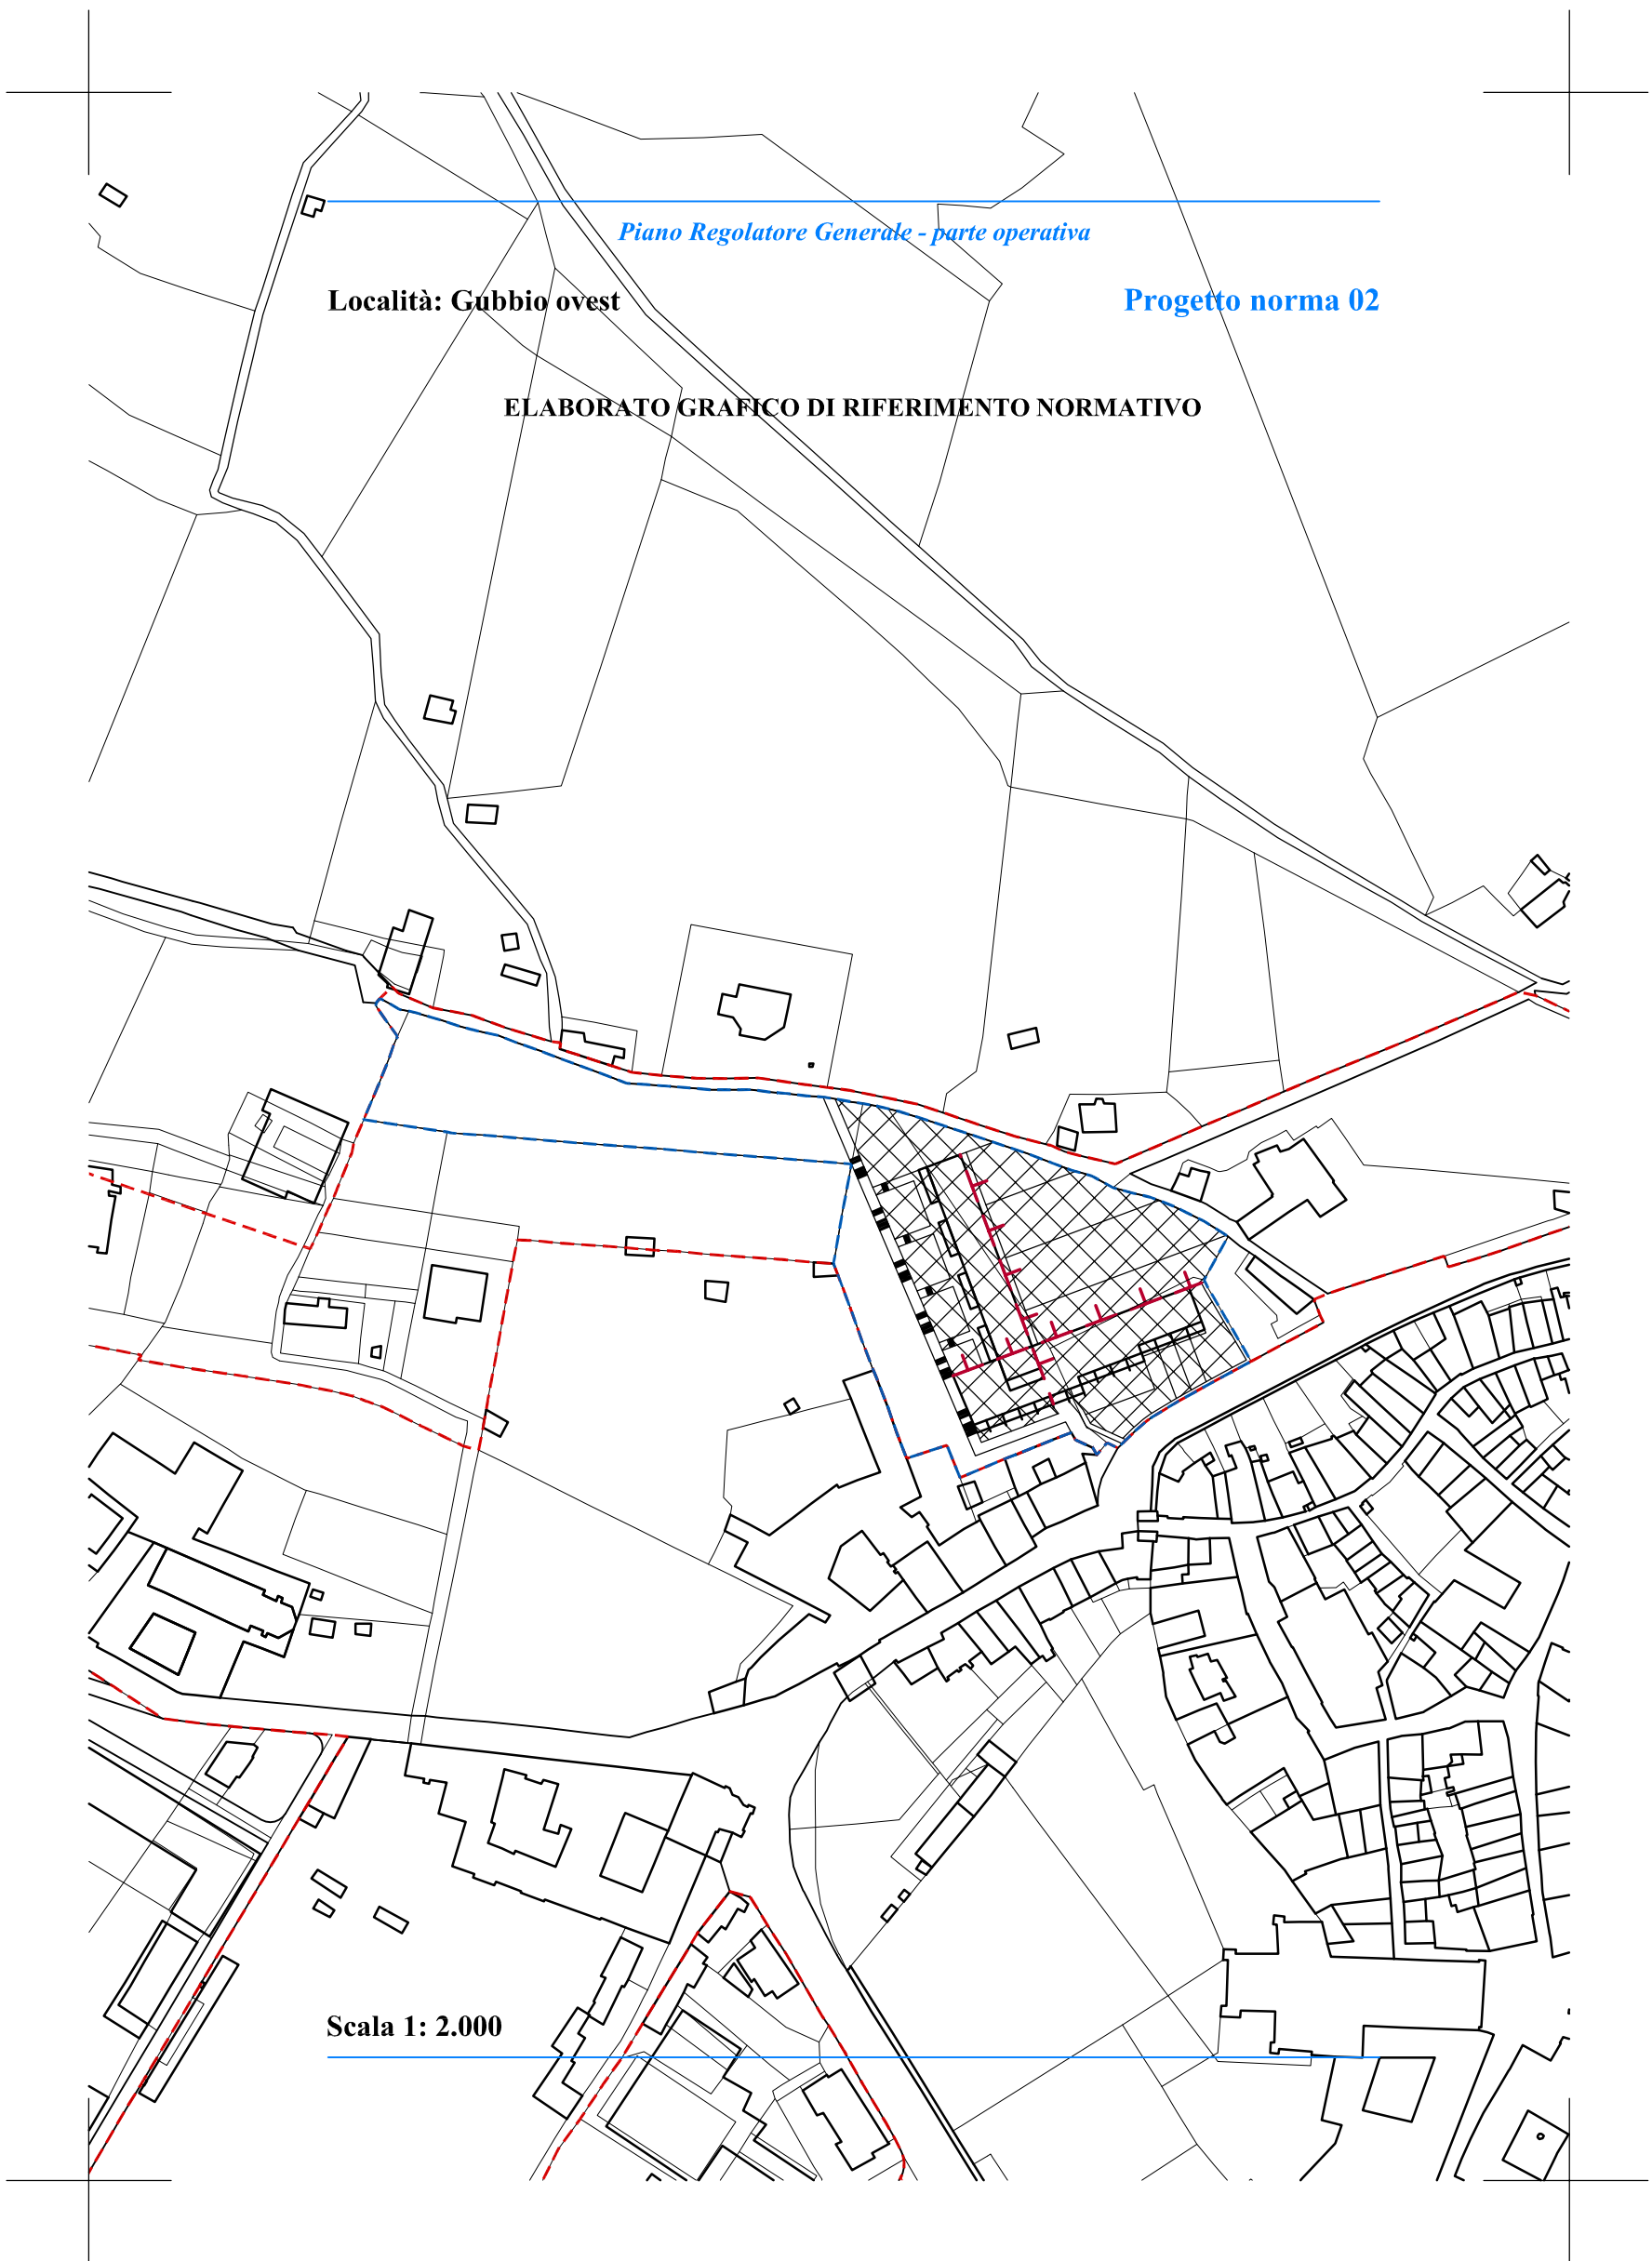 Piano Regolatore Generale - parte operativa
Località: Gubbio ovest
Progetto norma 02
ELABORATO GRAFICO DI RIFERIMENTO NORMATIVO
Scala 1: 2.000